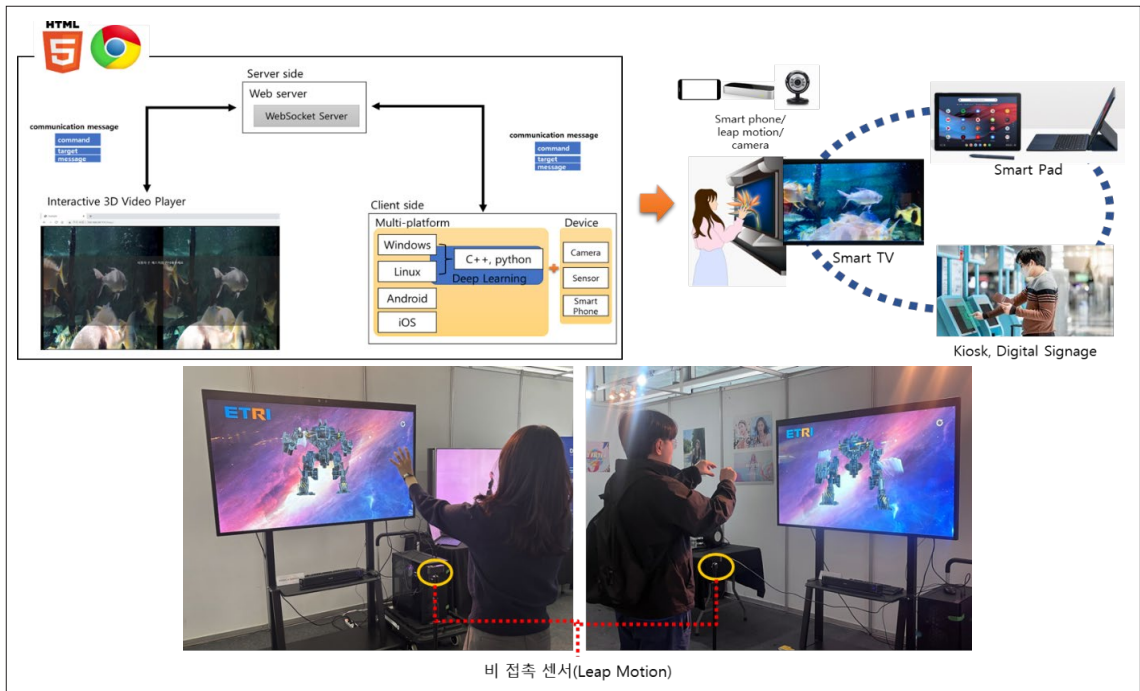 HTML
5
Server side
Web server
WebSocket Server
communication message
command
target
message
communication message
command
target
message
Interactive 3D Video Player
Client side
Multi-platform
Windows
Linux
Android
iOS
C++, python
Deep Learning
Device
Camera
Sensor
Smart
Phone
Smart phone/
leap motion/
camera
Smart TV
Smart Pad
Kiosk, Digital Signage
ETRI
ETRI
비 접촉 센서(Leap Motion)